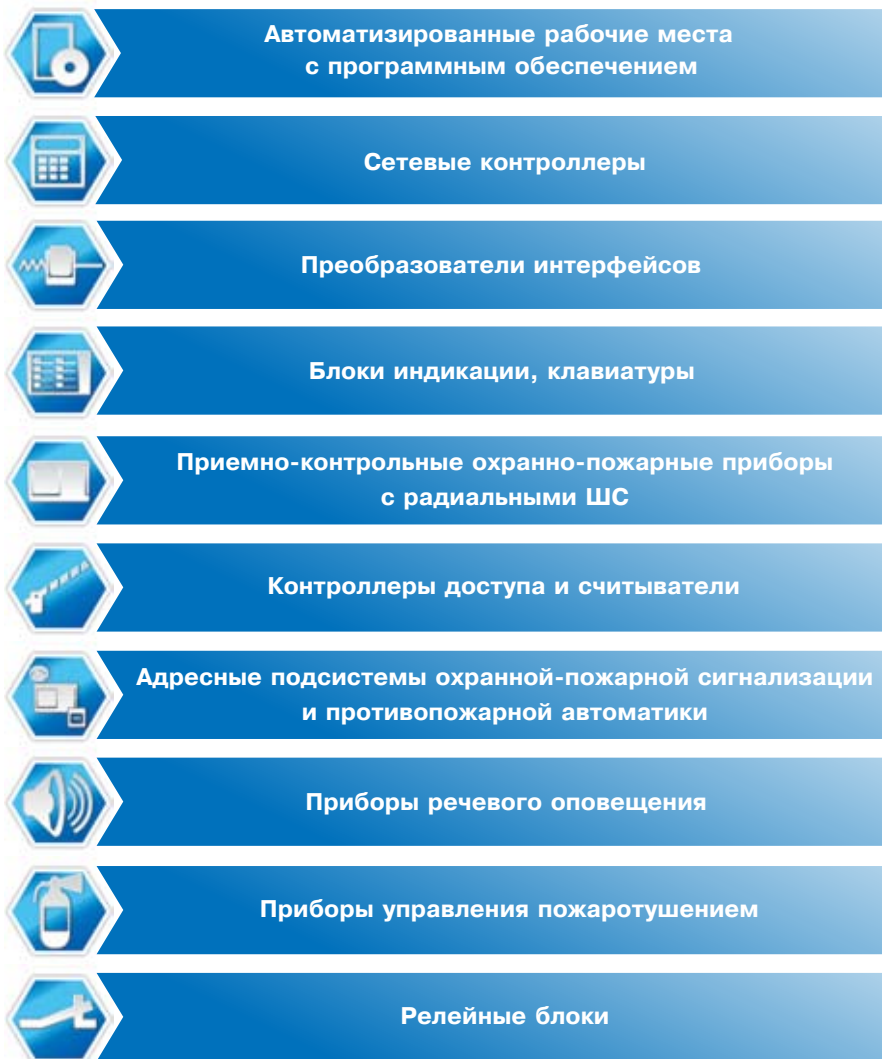 Автоматизированные рабочие места
с программным обеспечением
Сетевые контроллеры
Преобразователи интерфейсов
Блоки индикации, клавиатуры
Приемно-контрольные охранно-пожарные приборы
с радиальными ШС
Контроллеры доступа и считыватели
Адресные подсистемы охранной-пожарной сигнализации
и противопожарной автоматики
Приборы речевого оповещения
Приборы управления пожаротушением
Релейные блоки